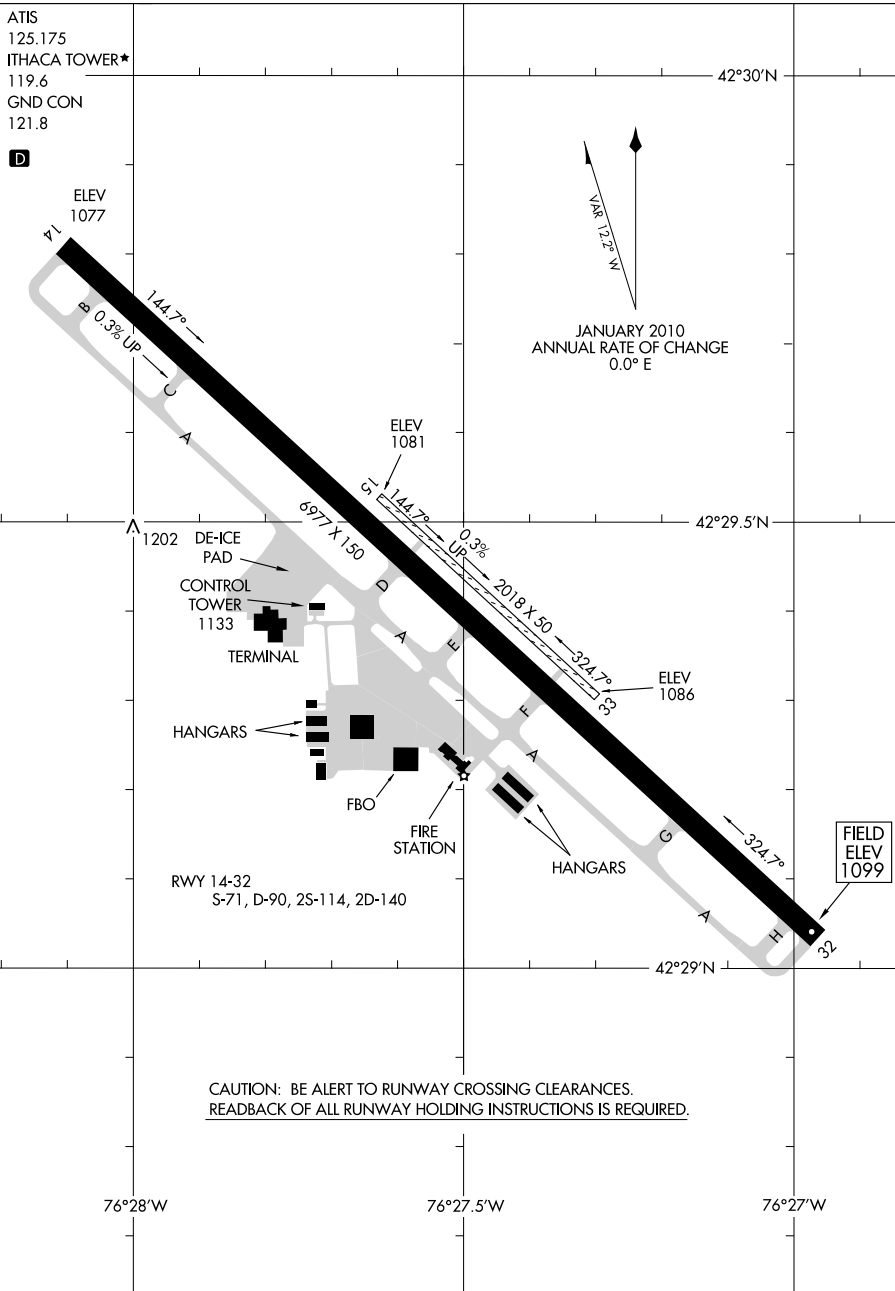 ATIS
125.175
ITHACA TOWER★
119.6
GND CON
121.8
D
42°30'N
ELEV
1077
14
VAR 12.2° W
JANUARY 2010
ANNUAL RATE OF CHANGE
0.0° E
144.7°
B
0.3% UP
C
A
ELEV
1081
15
144.7°
42°29.5'N
0.3%
UP
6977 X 150
2018 X 50
1202
DE-ICE
PAD
CONTROL
TOWER
1133
TERMINAL
D
A
E
324.7°
ELEV
1086
33
F
HANGARS
A
FBO
FIRE
STATION
HANGARS
G
324.7°
FIELD
ELEV
1099
RWY 14-32
S-71, D-90, 2S-114, 2D-140
A
H
32
42°29'N
CAUTION: BE ALERT TO RUNWAY CROSSING CLEARANCES.
READBACK OF ALL RUNWAY HOLDING INSTRUCTIONS IS REQUIRED.
76°28'W
76°27.5'W
76°27'W